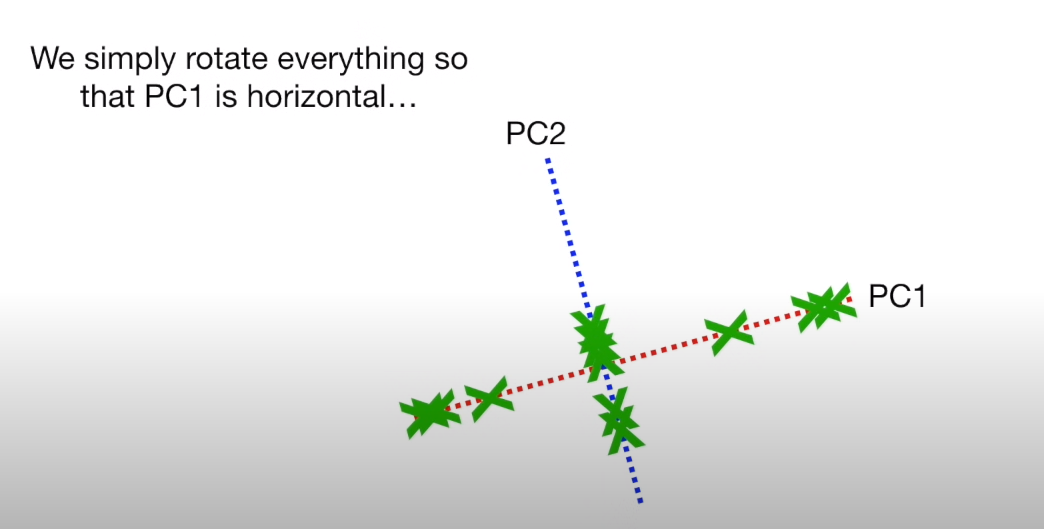 We simply rotate everything so
that PC1 is horizontal…
PC2
PC1